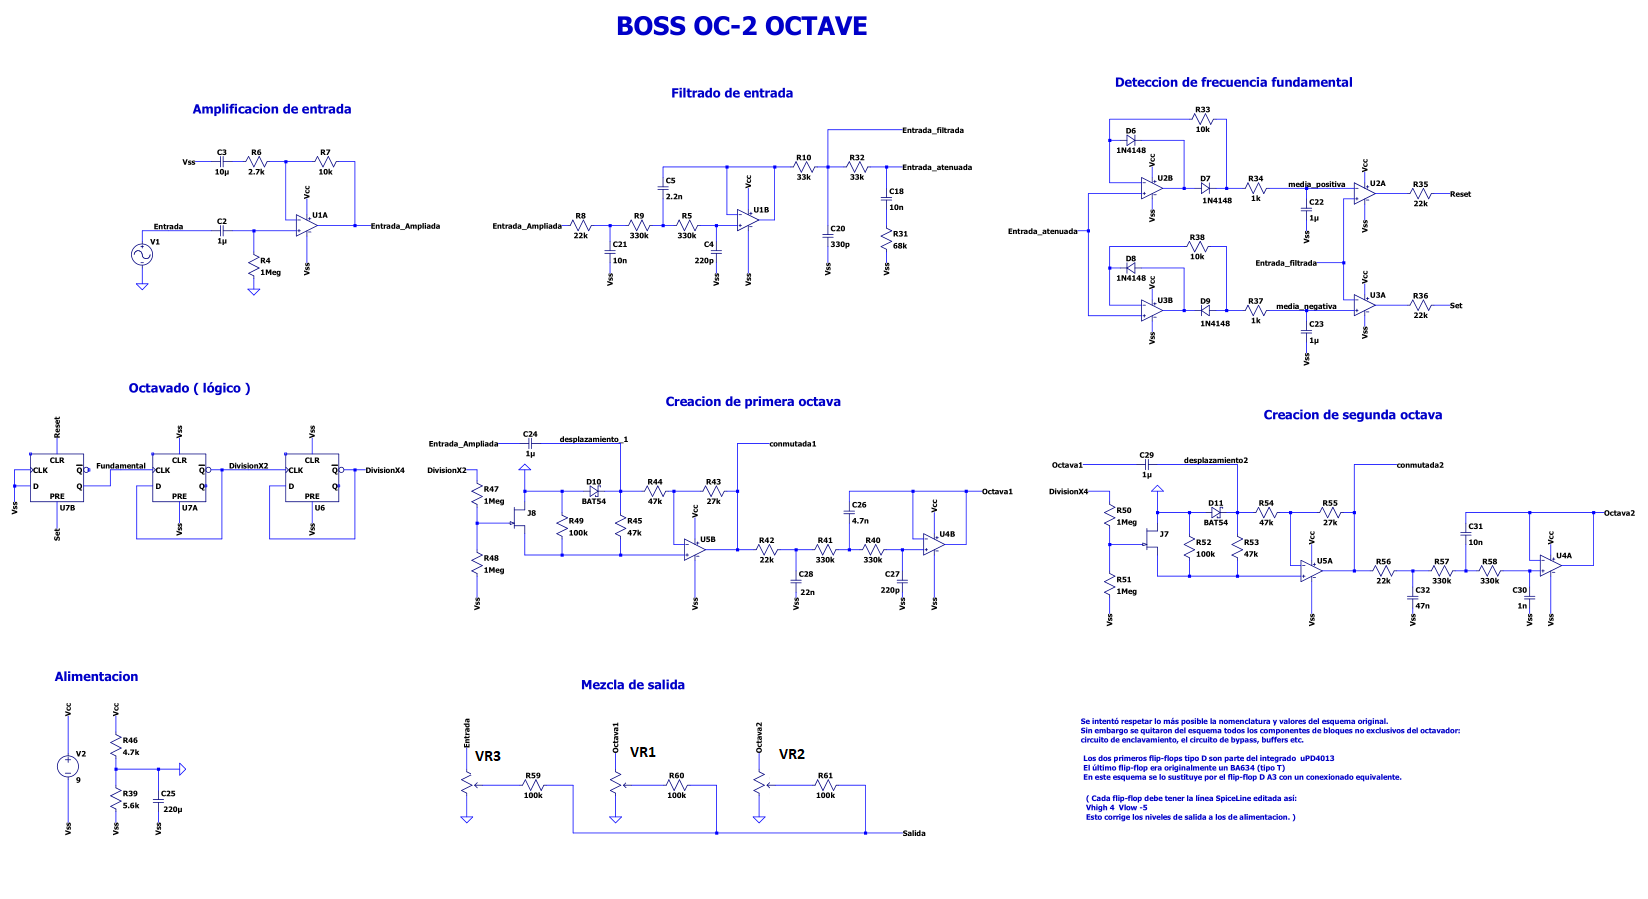 BOSS OC-2 OCTAVE
Amplificacion de entrada
Vss
C3
10µ
R6
2.7k
R7
10k
Vcc
U1A
Entrada
C2
1µ
V1
R4
1Meg
Vss
Entrada_Ampliada
Filtrado de entrada
Entrada_Ampliada
R8
22k
C21
10n
Vss
R9
330k
C5
2.2n
R5
330k
C4
220p
Vss
Vcc
U1B
Vss
R10
33k
Entrada_filtrada
C20
330p
Vss
R32
33k
Entrada_atenuada
C18
10n
R31
68k
Vss
Deteccion de frecuencia fundamental
R33
10k
D6
1N4148
Vcc
U2B
Vss
D7
1N4148
R34
1k
media_positiva
C22
1µ
Vss
Vcc
U2A
R35
22k
Reset
Entrada_atenuada
R38
10k
D8
1N4148
Vcc
U3B
Vss
D9
1N4148
R37
1k
media_negativa
C23
1µ
Vss
Entrada_filtrada
Vcc
U3A
Vss
R36
22k
Set
Octavado ( lógico )
Reset
CLR
CLK
Q
D
Q
PRE
U7B
Vss
Set
Fundamental
Vss
CLR
CLK
Q
D
Q
PRE
U7A
Vss
DivisionX2
Vss
CLR
CLK
Q
D
Q
PRE
U6
Vss
DivisionX4
Creacion de primera octava
Entrada_Ampliada
C24
1µ
desplazamiento_1
DivisionX2
R47
1Meg
R48
1Meg
Vss
J8
D10
BAT54
R49
100k
R45
47k
R44
47k
R43
27k
Vcc
U5B
Vss
conmutada1
R42
22k
C28
22n
Vss
R41
330k
C26
4.7n
R40
330k
C27
220p
Vss
Vcc
U4B
Vss
Octava1
Creacion de segunda octava
Octava1
C29
1µ
desplazamiento2
DivisionX4
R50
1Meg
R51
1Meg
Vss
J7
D11
BAT54
R52
100k
R53
47k
R54
47k
R55
27k
Vcc
U5A
Vss
conmutada2
R56
22k
C32
47n
Vss
R57
330k
C31
10n
R58
330k
C30
1n
Vss
Vcc
U4A
Vss
Octava2
Alimentacion
Vcc
V2
9
Vss
Vcc
R46
4.7k
R39
5.6k
Vss
C25
220µ
Vss
Mezcla de salida
Entrada
VR3
R59
100k
Octava1
VR1
R60
100k
Octava2
VR2
R61
100k
Salida
Se intentó respetar lo más posible la nomenclatura y valores del esquema original.
Sin embargo se quitaron del esquema todos los componentes de bloques no exclusivos del octavador:
circuito de enclavamiento, el circuito de bypass, buffers etc.
Los dos primeros flip-flops tipo D son parte del integrado uPD4013
El último flip-flop era originalmente un BA634 (tipo T)
En este esquema se lo sustituye por el flip-flop D A3 con un conexionado equivalente.
( Cada flip-flop debe tener la linea SpiceLine editada así:
Vhigh 4 Vlow -5
Esto corrige los niveles de salida a los de alimentacion. )